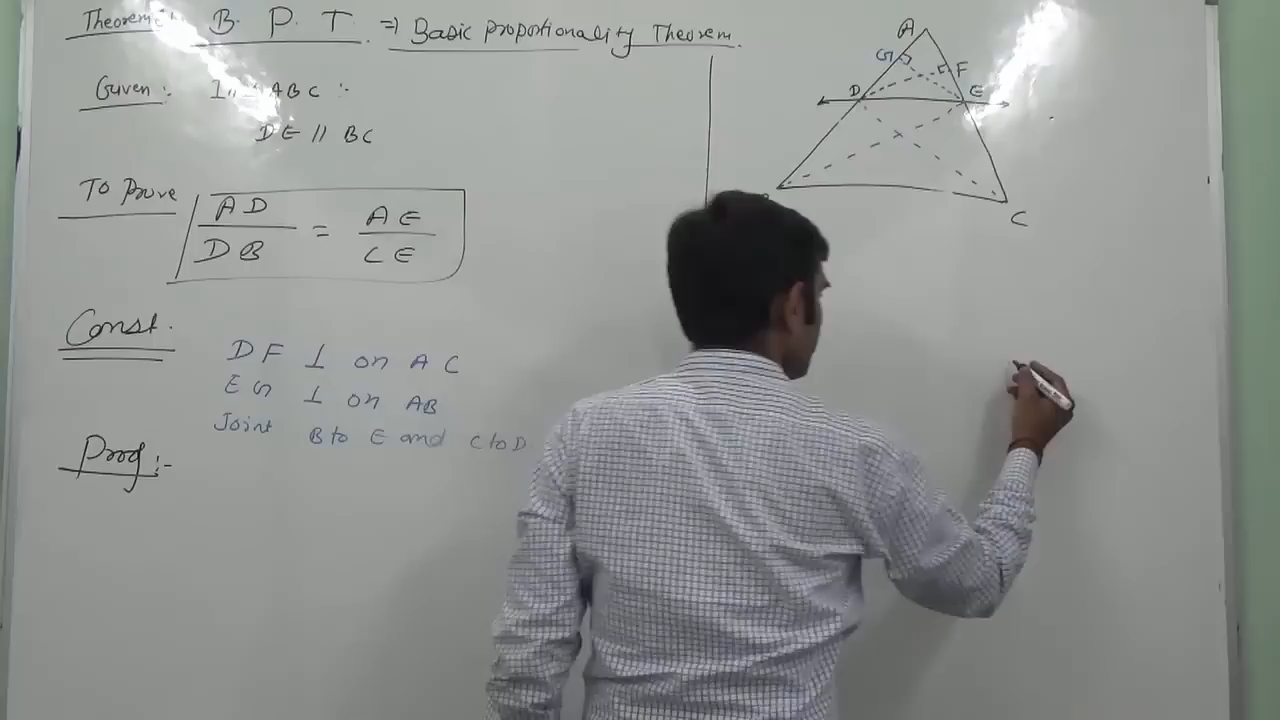 Theorem: B. P. T. ⇒ Basic proportionality Theorem.
Given:- ABC :-
DE // BC
To Prove
AD / DB = AE / CE
Const.
DF ⊥ on AC
EG ⊥ on AB
Joint B to E and C to D
Prog :-
A
G
F
D
E
C